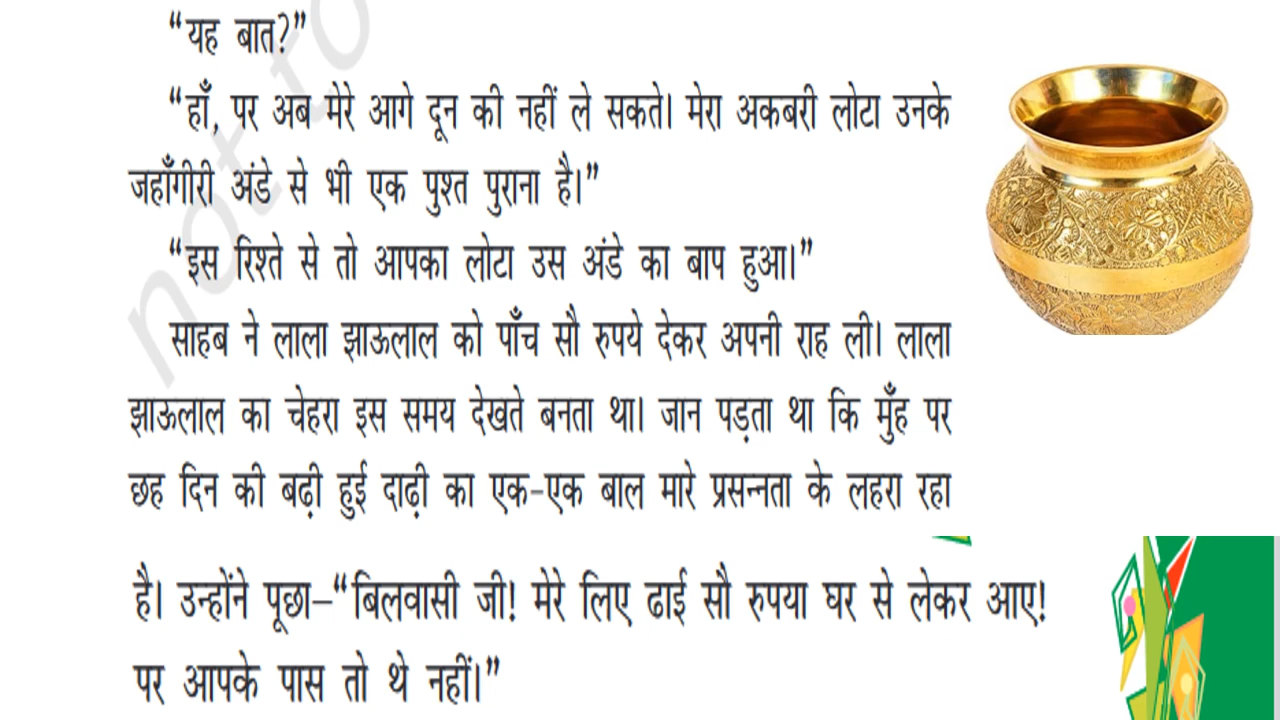 “यह बात?”
“हाँ, पर अब मेरे आगे दून की नहीं ले सकते। मेरा अकबरी लोटा उनके
जहाँगीरी अंडे से भी एक पुश्त पुराना है।”
“इस रिश्ते से तो आपका लोटा उस अंडे का बाप हुआ।”
साहब ने लाला झाऊलाल को पाँच सौ रुपये देकर अपनी राह ली। लाला
झाऊलाल का चेहरा इस समय देखते बनता था। जान पड़ता था कि मुँह पर
छह दिन की बढ़ी हुई दाढ़ी का एक-एक बाल मारे प्रसन्नता के लहरा रहा
है। उन्होंने पूछा–“बिलवासी जी! मेरे लिए ढाई सौ रुपया घर से लेकर आए!
पर आपके पास तो थे नहीं।”
not to